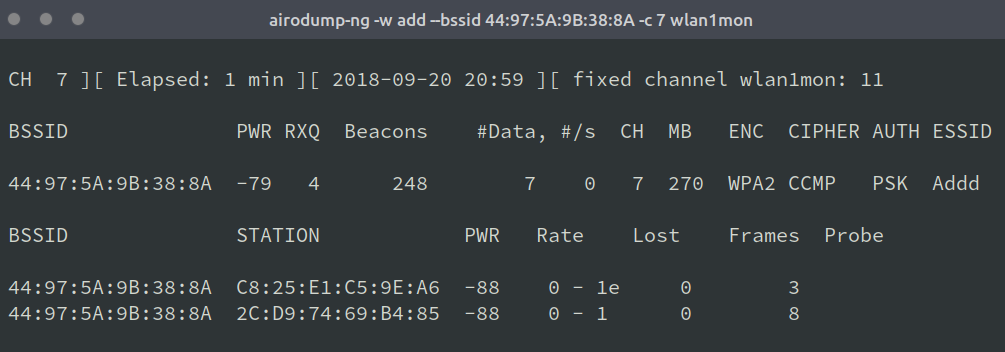 airodump-ng -w add --bssid 44:97:5A:9B:38:8A -c 7 wlan1mon
CH  7 ][ Elapsed: 1 min ][ 2018-09-20 20:59 ][ fixed channel wlan1mon: 11
BSSID              PWR RXQ  Beacons    #Data, #/s  CH  MB   ENC  CIPHER AUTH ESSID
44:97:5A:9B:38:8A  -79   4      248        7    0   7  270  WPA2 CCMP   PSK  Addd
BSSID              STATION            PWR   Rate    Lost    Frames  Probe
44:97:5A:9B:38:8A  C8:25:E1:C5:9E:A6  -88    0 - 1e     0        3
44:97:5A:9B:38:8A  2C:D9:74:69:B4:85  -88    0 - 1      0        8